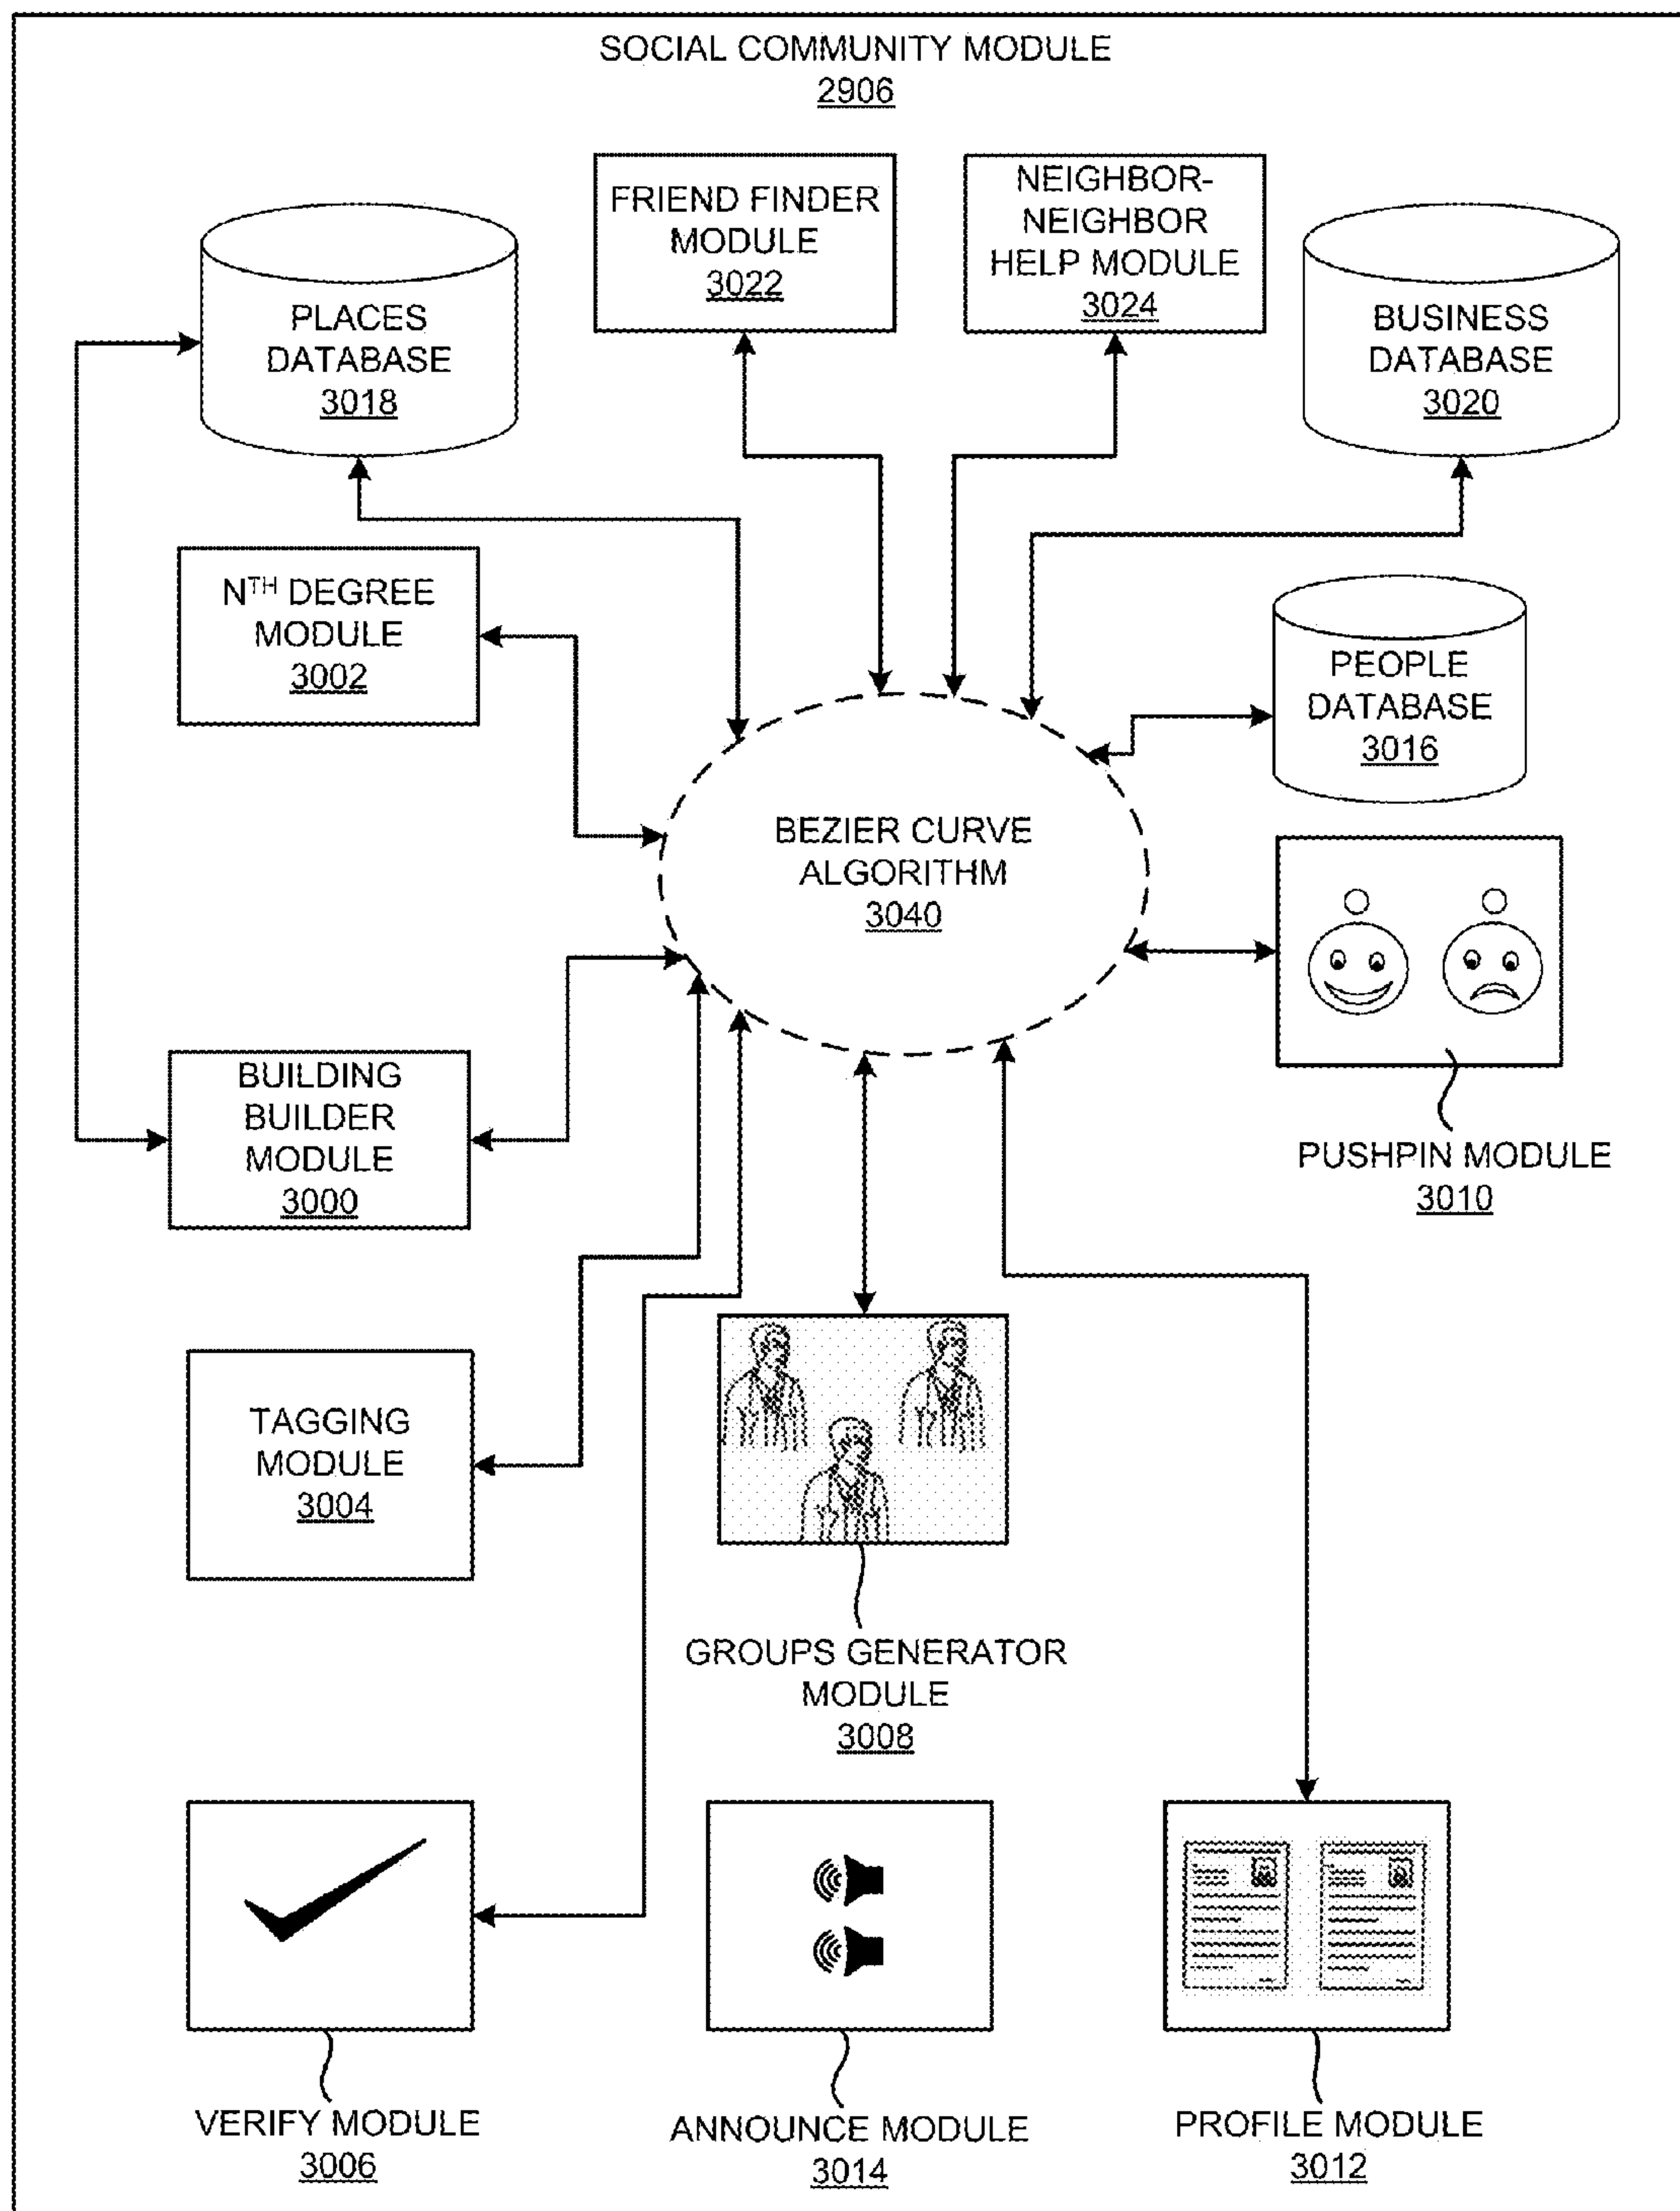 SOCIAL COMMUNITY MODULE
2906
FRIEND FINDER
MODULE
3022
NEIGHBOR-
NEIGHBOR
HELP MODULE
3024
PLACES
DATABASE
3018
BUSINESS
DATABASE
3020
NTH DEGREE
MODULE
3002
PEOPLE
DATABASE
3016
BEZIER CURVE
ALGORITHM
3040
BUILDING
BUILDER
MODULE
3000
PUSHPIN MODULE
3010
TAGGING
MODULE
3004
GROUPS GENERATOR
MODULE
3008
VERIFY MODULE
3006
ANNOUNCE MODULE
3014
PROFILE MODULE
3012